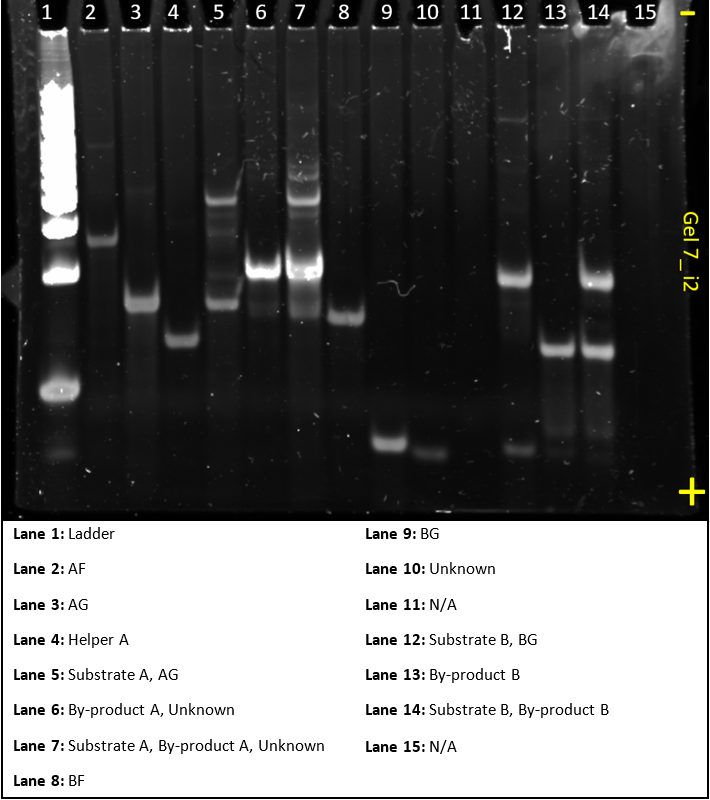 1 2 3 4 5 6 7 8 9 10 11 12 13 14 15 -
Gel 7_i2
+
Lane 1: Ladder
Lane 2: AF
Lane 3: AG
Lane 4: Helper A
Lane 5: Substrate A, AG
Lane 6: By-product A, Unknown
Lane 7: Substrate A, By-product A, Unknown
Lane 8: BF
Lane 9: BG
Lane 10: Unknown
Lane 11: N/A
Lane 12: Substrate B, BG
Lane 13: By-product B
Lane 14: Substrate B, By-product B
Lane 15: N/A